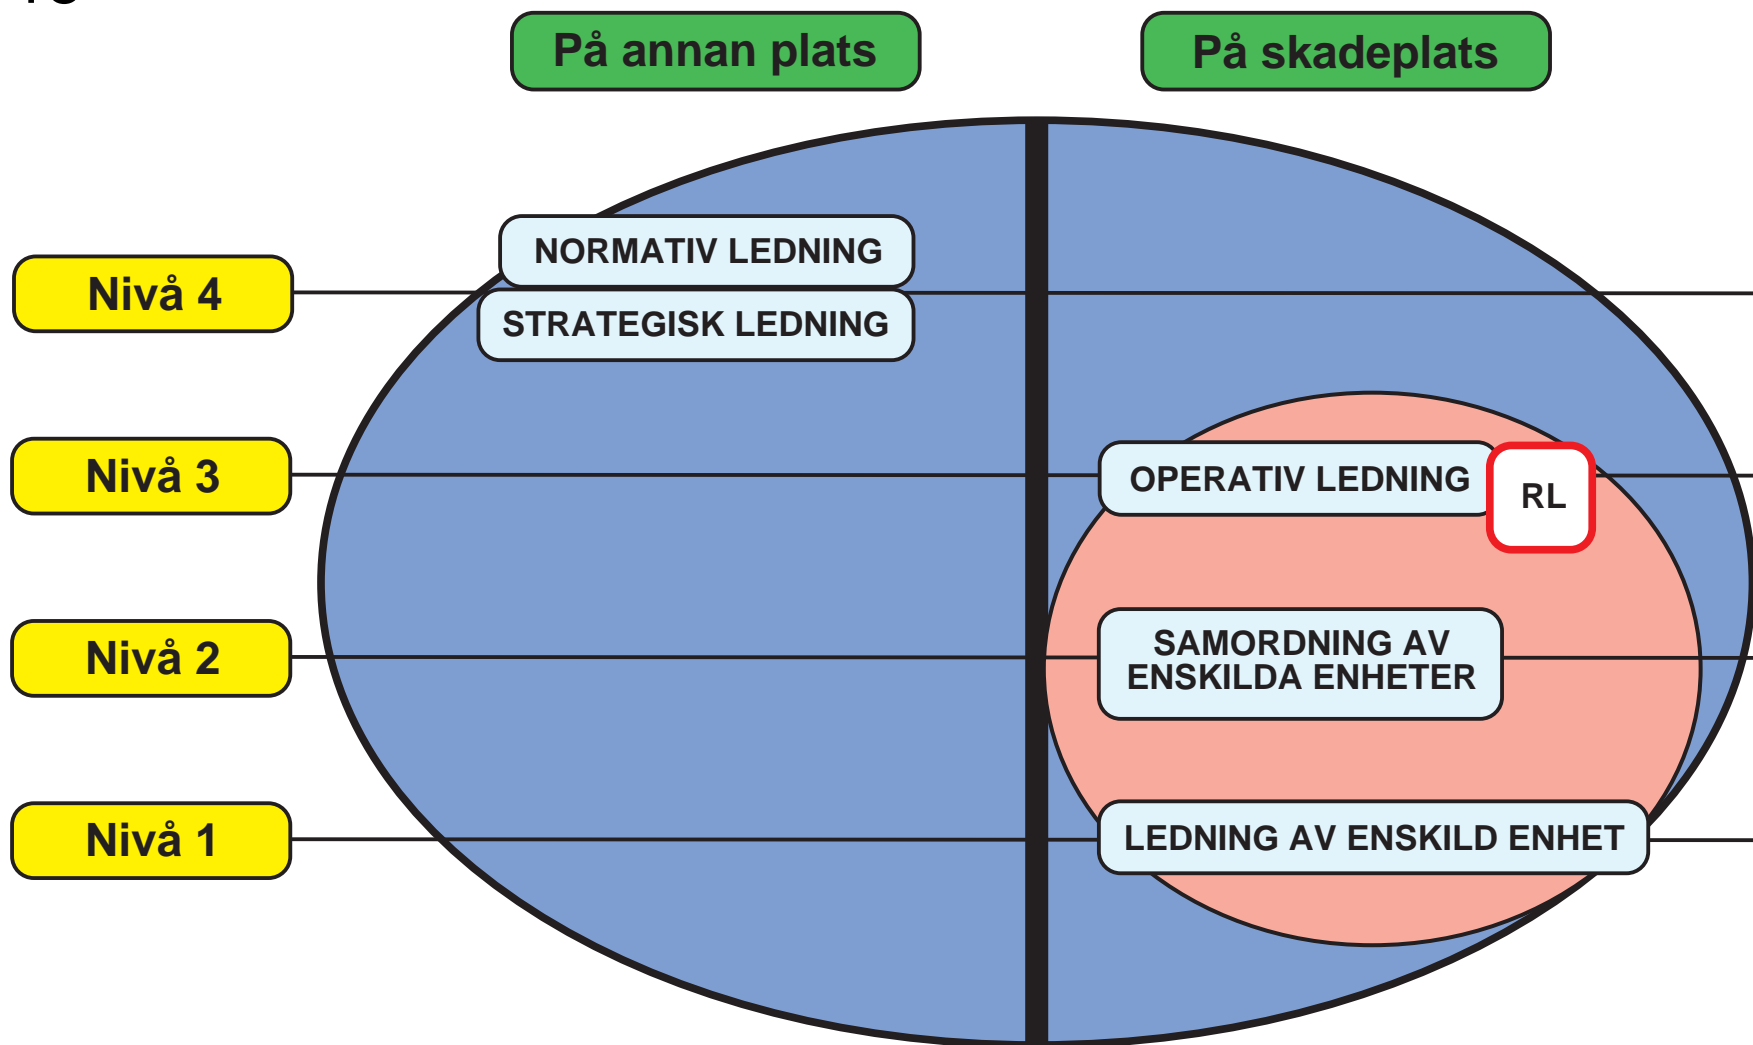 På annan plats
På skadeplats
NORMATIV LEDNING
Nivå 4
STRATEGISK LEDNING
Nivå 3
OPERATIV LEDNING
RL
Nivå 2
SAMORDNING AV
ENSKILDA ENHETER
Nivå 1
LEDNING AV ENSKILD ENHET